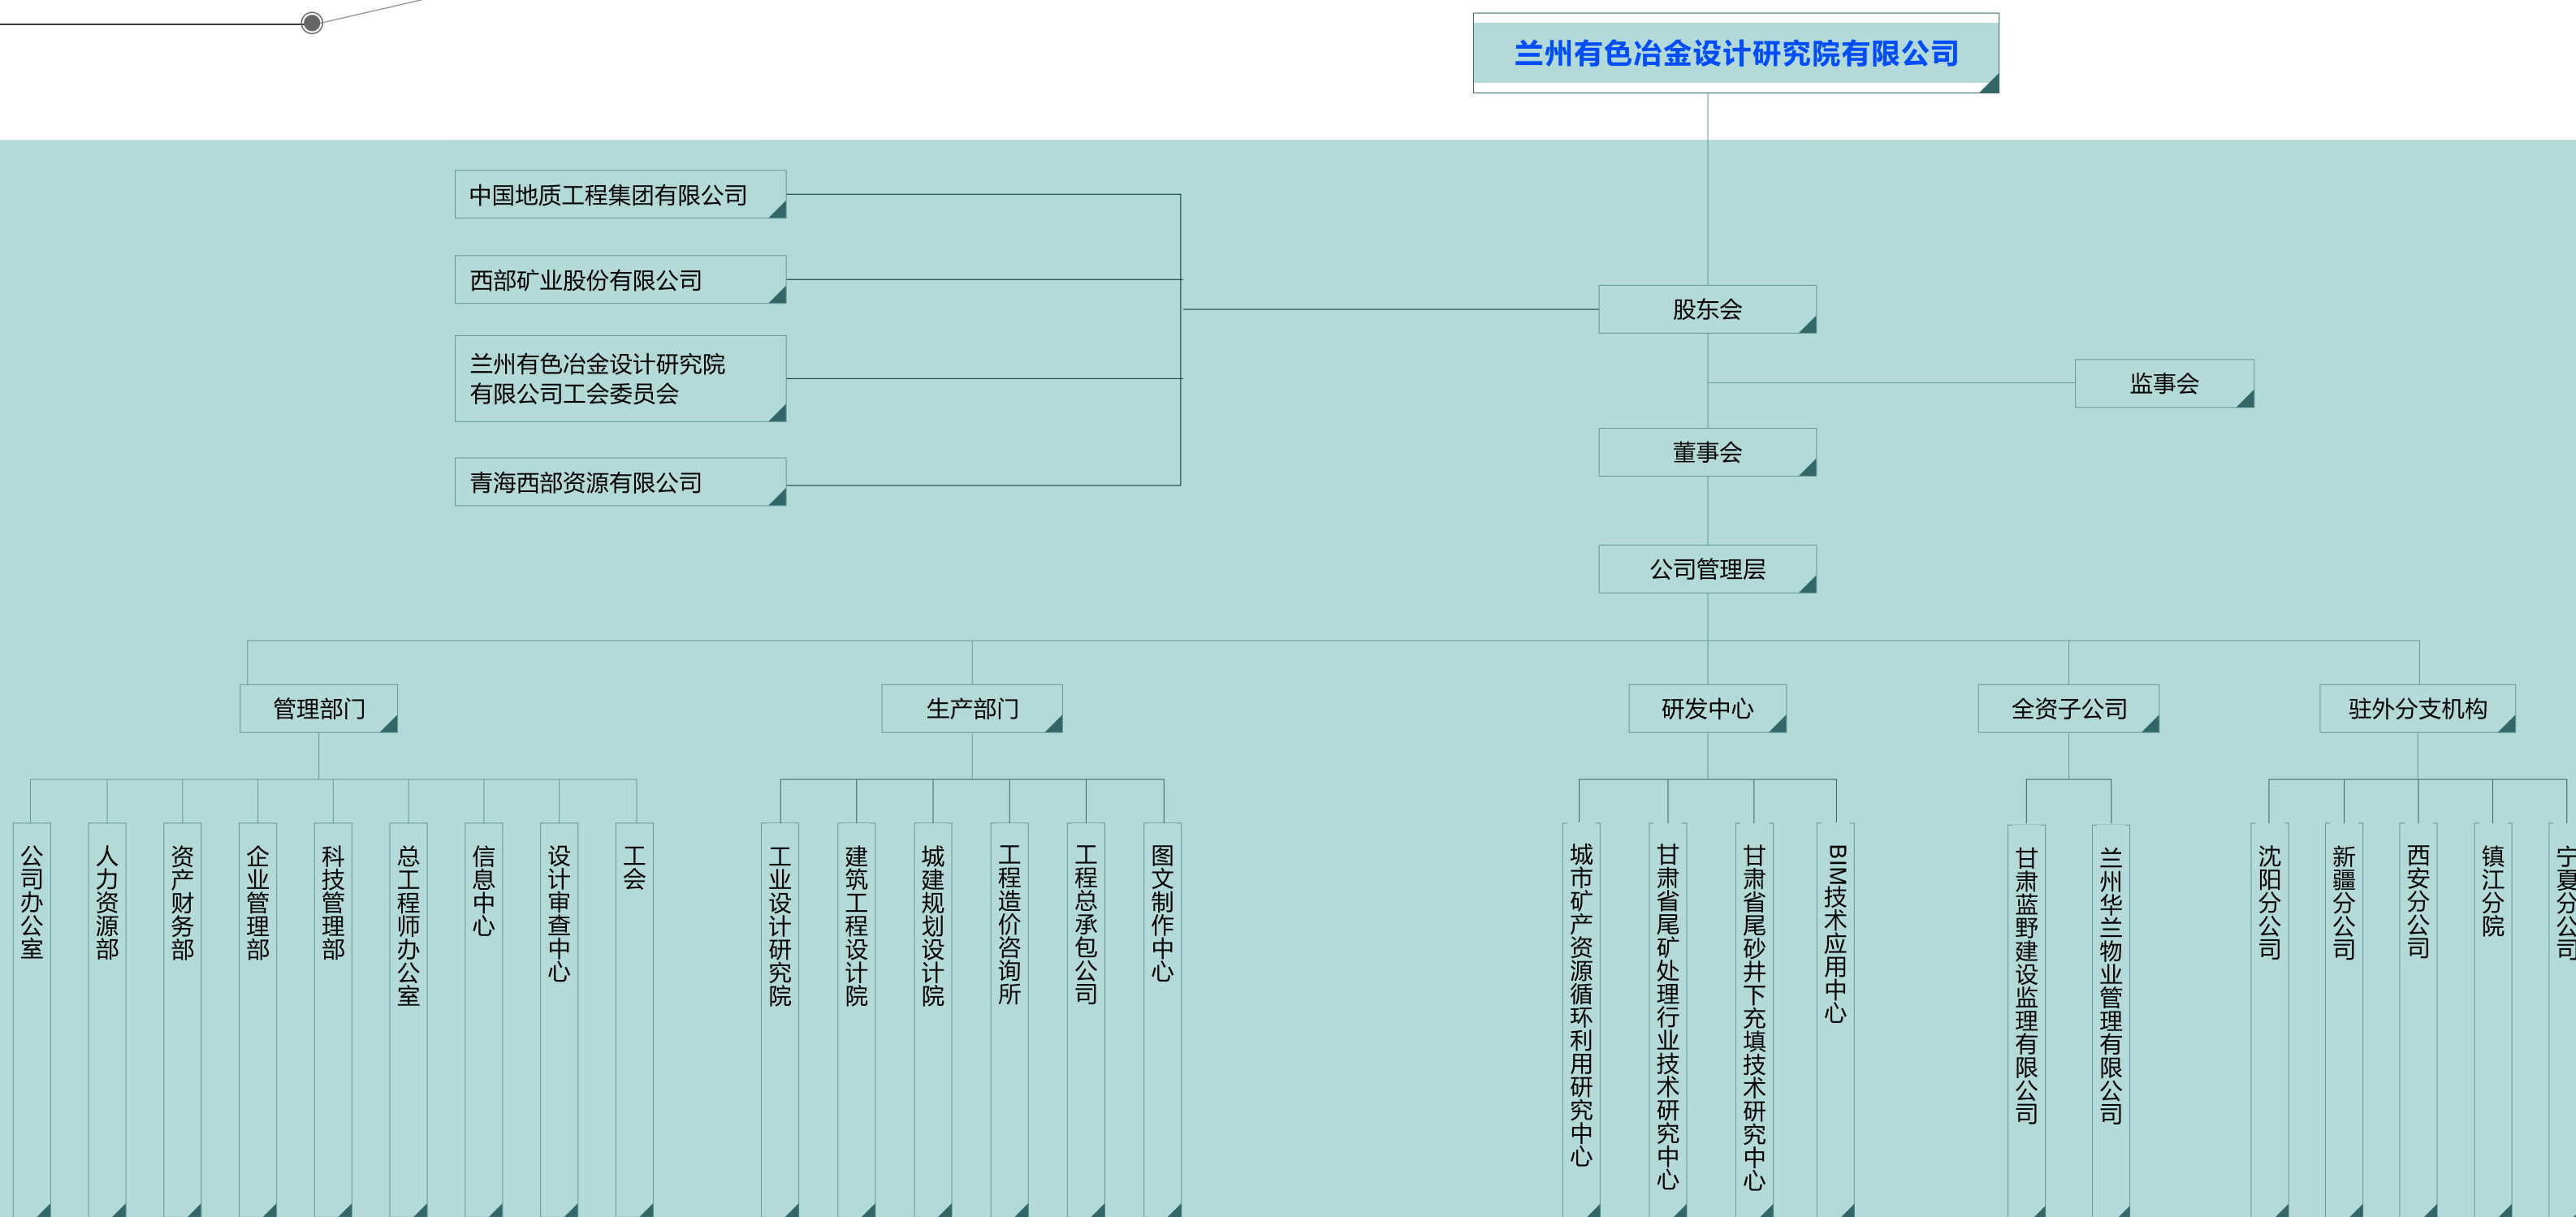 兰州有色冶金设计研究院有限公司
中国地质工程集团有限公司
西部矿业股份有限公司
兰州有色冶金设计研究院
有限公司工会委员会
青海西部资源有限公司
股东会
监事会
董事会
公司管理层
管理部门
生产部门
研发中心
全资子公司
驻外分支机构
公司办公室
人力资源部
资产财务部
企业管理部
科技管理部
总工程师办公室
信息中心
设计审查中心
工会
工业设计研究院
建筑工程设计院
城建规划设计院
工程造价咨询所
工程总承包公司
图文制作中心
城市矿产资源循环利用研究中心
甘肃省尾矿处理行业技术研究中心
甘肃省尾砂井下充填技术研究中心
BIM技术应用中心
甘肃蓝野建设监理有限公司
兰州华兰物业管理有限公司
沈阳分公司
新疆分公司
西安分公司
镇江分院
宁夏分公司